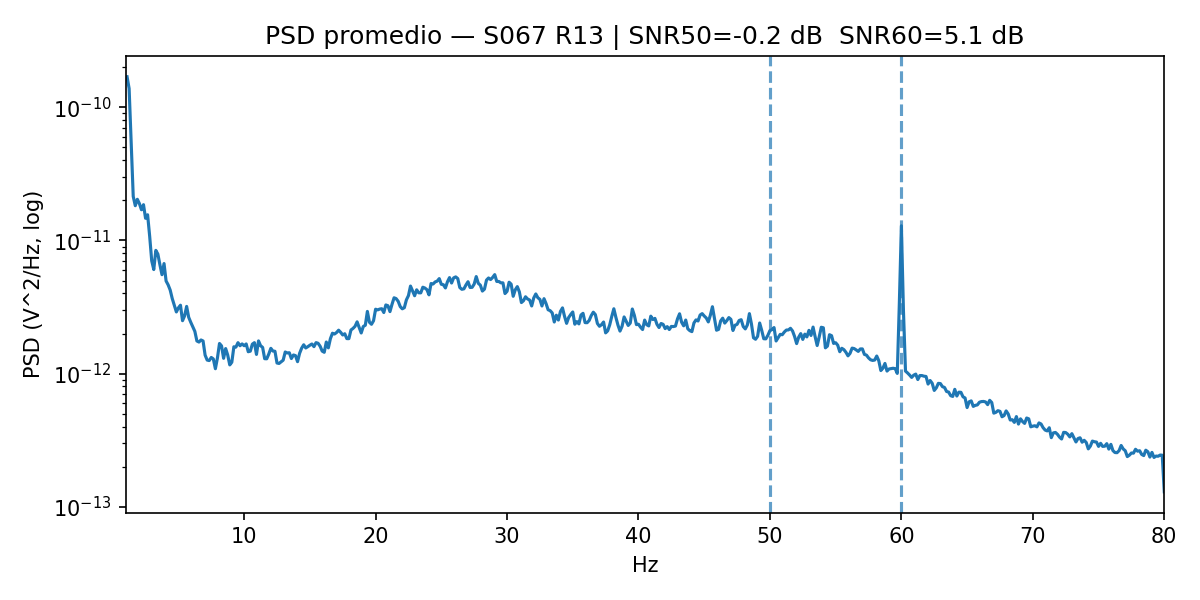 PSD promedio — S067 R13 | SNR50=-0.2 dB  SNR60=5.1 dB
PSD (V^2/Hz, log)
10⁻¹⁰
10⁻¹¹
10⁻¹²
10⁻¹³
10 20 30 40 50 60 70 80
Hz